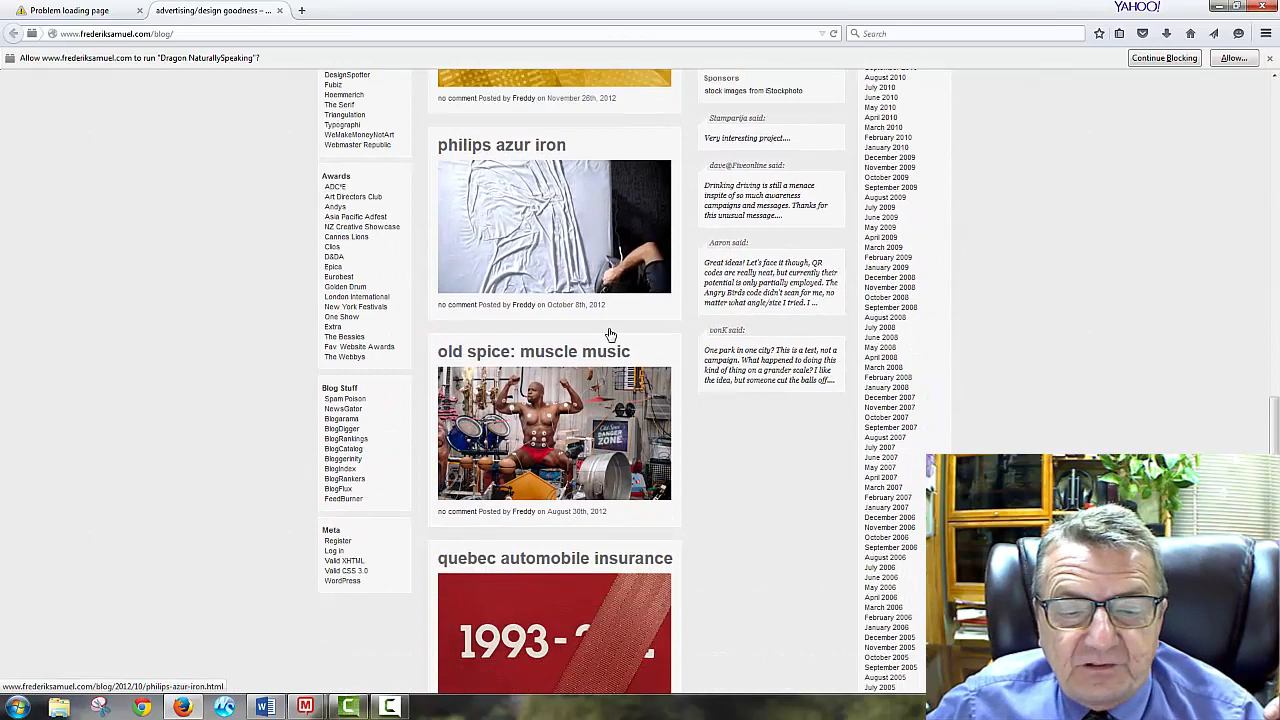 Problem loading page
advertising/design goodness – ...
YAHOO!
www.frederiksamuel.com/blog/
Search
Allow www.frederiksamuel.com to run "Dragon NaturallySpeaking"?
Continue Blocking
Allow...
DesignSpotter
Fubiz
Hoemmerich
The Serif
Triangulation
Typographi
WeMakeMoneyNotArt
Webmaster Republic
Awards
ADC*E
Art Directors Club
Andys
Asia Pacific Adfest
NZ Creative Showcase
Cannes Lions
Clios
D&DA
Epica
Eurobest
Golden Drum
London International
New York Festivals
One Show
Extra
The Bessies
Fav. Website Awards
The Webbys
Blog Stuff
Spam Poison
NewsGator
Blogarama
BlogDigger
BlogRankings
BlogCatalog
Bloggerinity
BlogIndex
BlogRankers
BlogFlux
FeedBurner
Meta
Register
Log in
Valid XHTML
Valid CSS 3.0
WordPress
no comment Posted by Freddy on November 26th, 2012
philips azur iron
no comment Posted by Freddy on October 8th, 2012
old spice: muscle music
Old Spice
DANGER
ZONE
no comment Posted by Freddy on August 30th, 2012
quebec automobile insurance
1993-2
Sponsors
stock images from iStockphoto
Stamparija said:
Very interesting project....
dave@Fiveonline said:
Drinking driving is still a menace
inspite of so much awareness
campaigns and messages. Thanks for
this unusual message....
Aaron said:
Great ideas! Let's face it though, QR
codes are really neat, but currently their
potential is only partially employed. The
Angry Birds code didn't scan for me, no
matter what angle/size I tried. I ...
vonK said:
One park in one city? This is a test, not a
campaign. What happened to doing this
kind of thing on a grander scale? I like
the idea, but someone cut the balls off....
August 2010
July 2010
June 2010
May 2010
April 2010
March 2010
February 2010
January 2010
December 2009
November 2009
October 2009
September 2009
August 2009
July 2009
June 2009
May 2009
April 2009
March 2009
February 2009
January 2009
December 2008
November 2008
October 2008
September 2008
August 2008
July 2008
June 2008
May 2008
April 2008
March 2008
February 2008
January 2008
December 2007
November 2007
October 2007
September 2007
August 2007
July 2007
June 2007
May 2007
April 2007
March 2007
February 2007
January 2007
December 2006
November 2006
October 2006
September 2006
August 2006
July 2006
June 2006
May 2006
April 2006
March 2006
February 2006
January 2006
December 2005
November 2005
October 2005
September 2005
August 2005
July 2005
www.frederiksamuel.com/blog/2012/10/philips-azur-iron.html